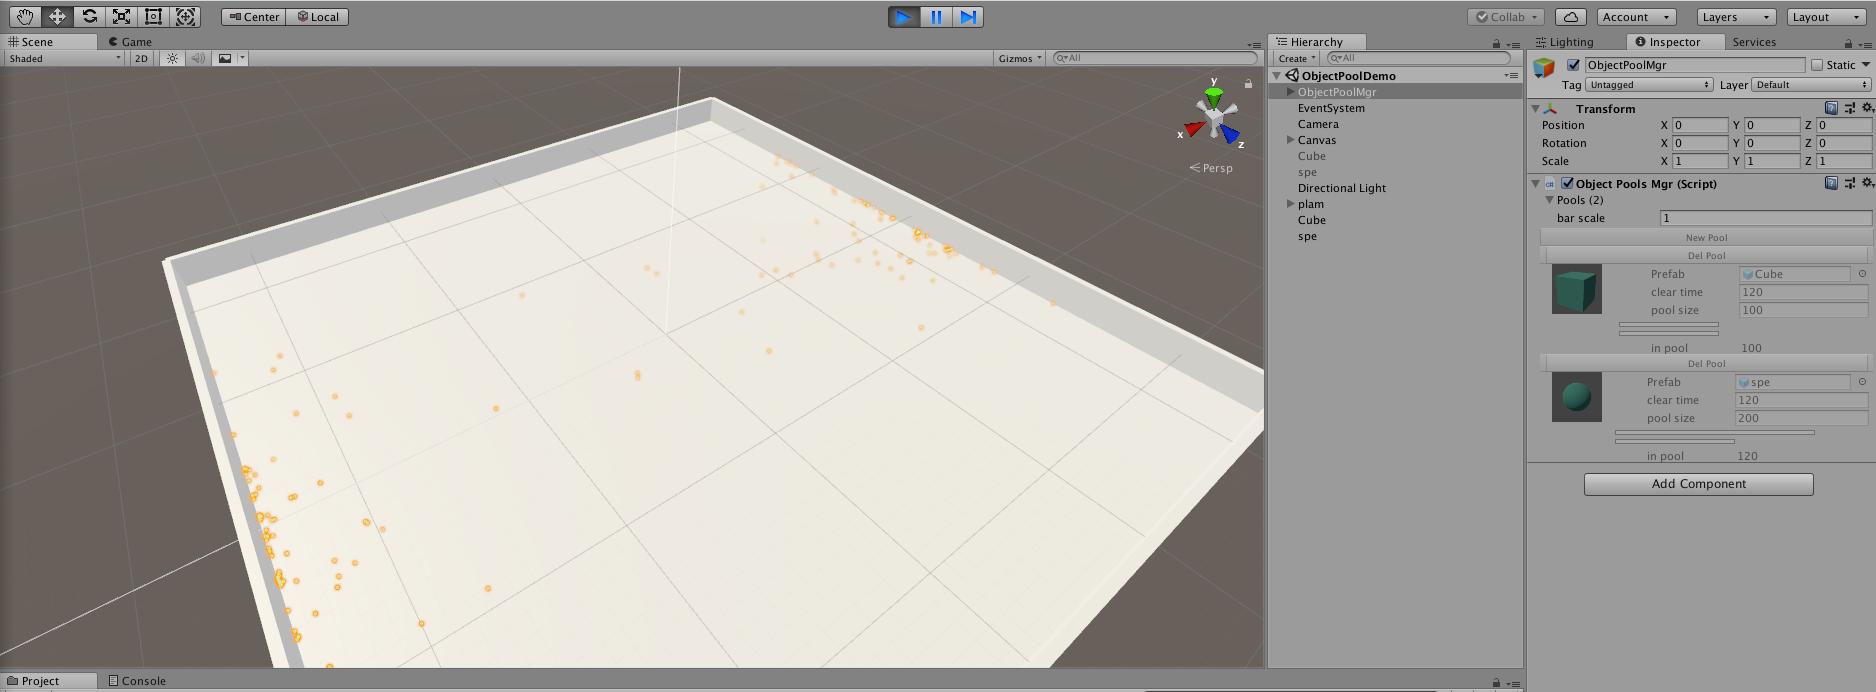 Center Local
Collab Account Layers Layout
Scene Game
Shaded 2D Gizmos All
y
x
z
Persp
Hierarchy
Create All
ObjectPoolDemo
ObjectPoolMgr
EventSystem
Camera
Canvas
Cube
spe
Directional Light
plam
Cube
spe
Lighting Inspector Services
ObjectPoolMgr Static
Tag Untagged Layer Default
Transform
Position X 0 Y 0 Z 0
Rotation X 0 Y 0 Z 0
Scale X 1 Y 1 Z 1
Object Pools Mgr (Script)
Pools (2)
bar scale 1
New Pool
Del Pool
Prefab Cube
clear time 120
pool size 100
in pool 100
Del Pool
Prefab spe
clear time 120
pool size 200
in pool 120
Add Component
Project Console